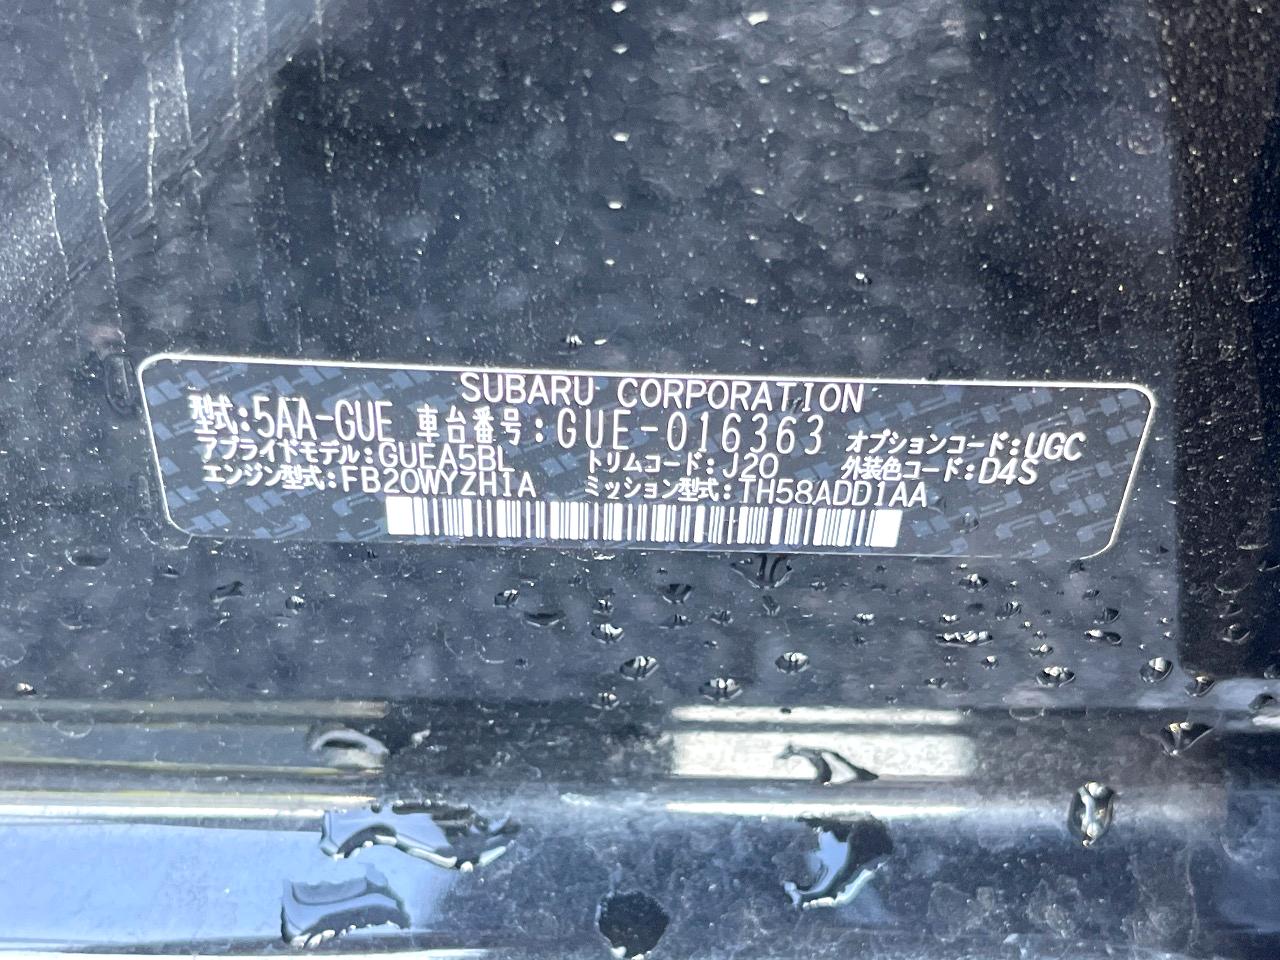 SUBARU CORPORATION
型式:5AA-GUE 車台番号:GUE-016363 オプションコード:UGC
アプライドモデル:GUEA5BL トリムコード:J20 外装色コード:D4S
エンジン型式:FB20WYZH1A ミッション型式:TH58ADD1AA